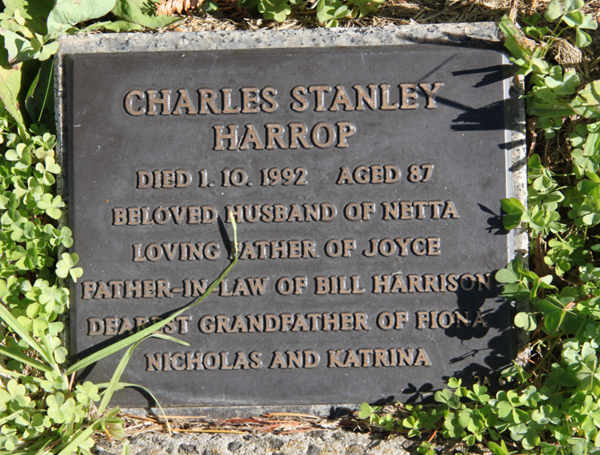 CHARLES STANLEY
HARROP
DIED 1. 10. 1992 AGED 87
BELOVED HUSBAND OF NETTA
LOVING FATHER OF JOYCE
FATHER-IN-LAW OF BILL HARRISON
DEAREST GRANDFATHER OF FIONA
NICHOLAS AND KATRINA